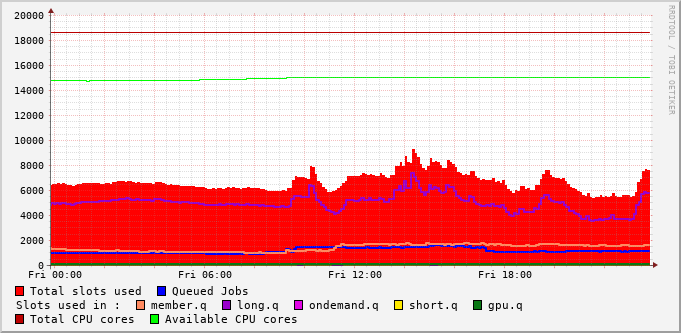 20000
18000
16000
14000
12000
10000
8000
6000
4000
2000
0
Fri 00:00 Fri 06:00 Fri 12:00 Fri 18:00
RRDTOOL / TOBI OETIKER
Total slots used Queued Jobs
Slots used in : member.q long.q ondemand.q short.q gpu.q
Total CPU cores Available CPU cores